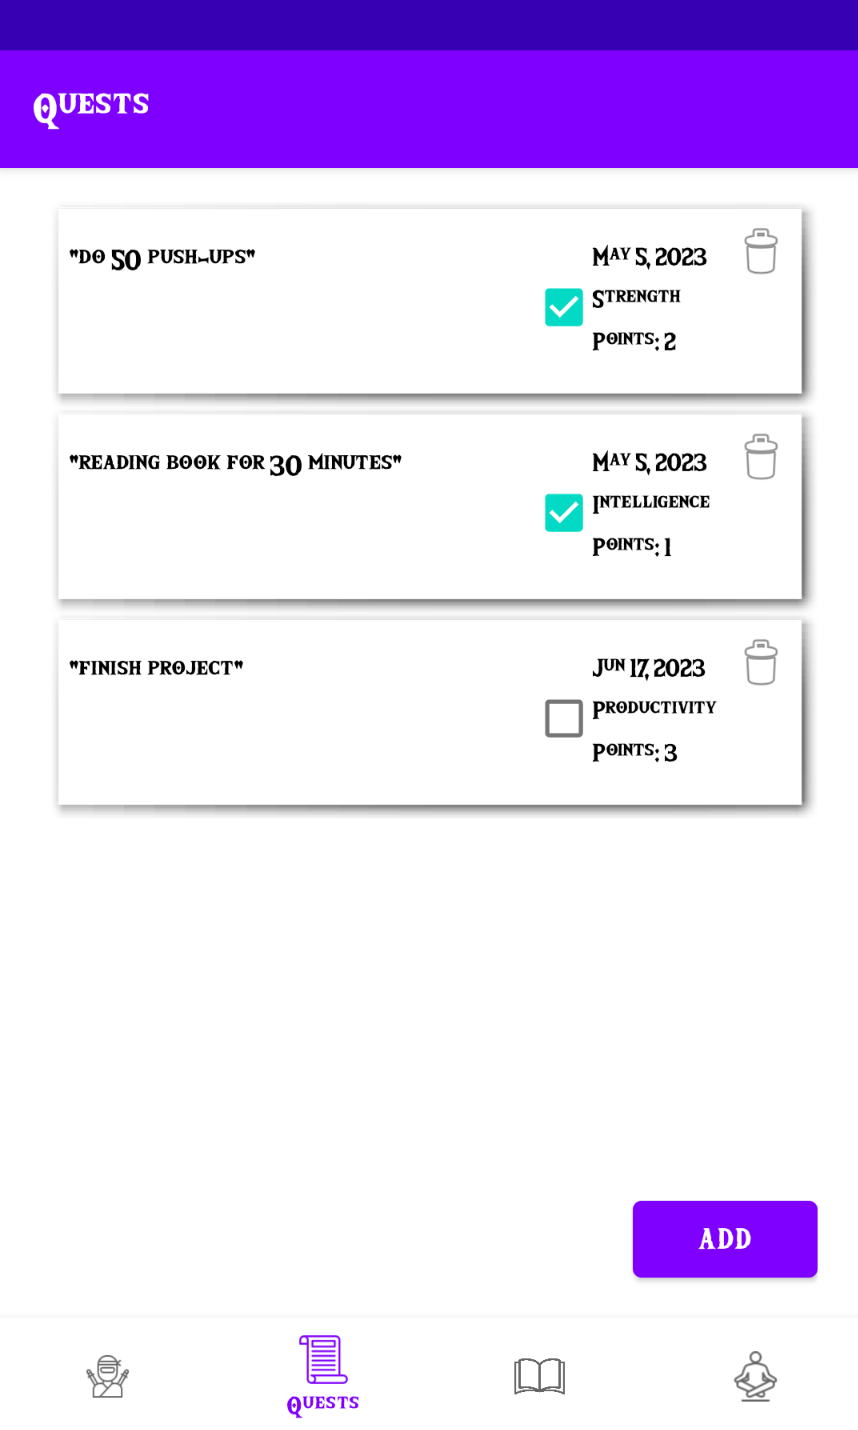 Quests
"do 50 push-ups"
May 5, 2023
Strength
Points: 2
"reading book for 30 minutes"
May 5, 2023
Intelligence
Points: 1
"finish project"
Jun 17, 2023
Productivity
Points: 3
ADD
Quests